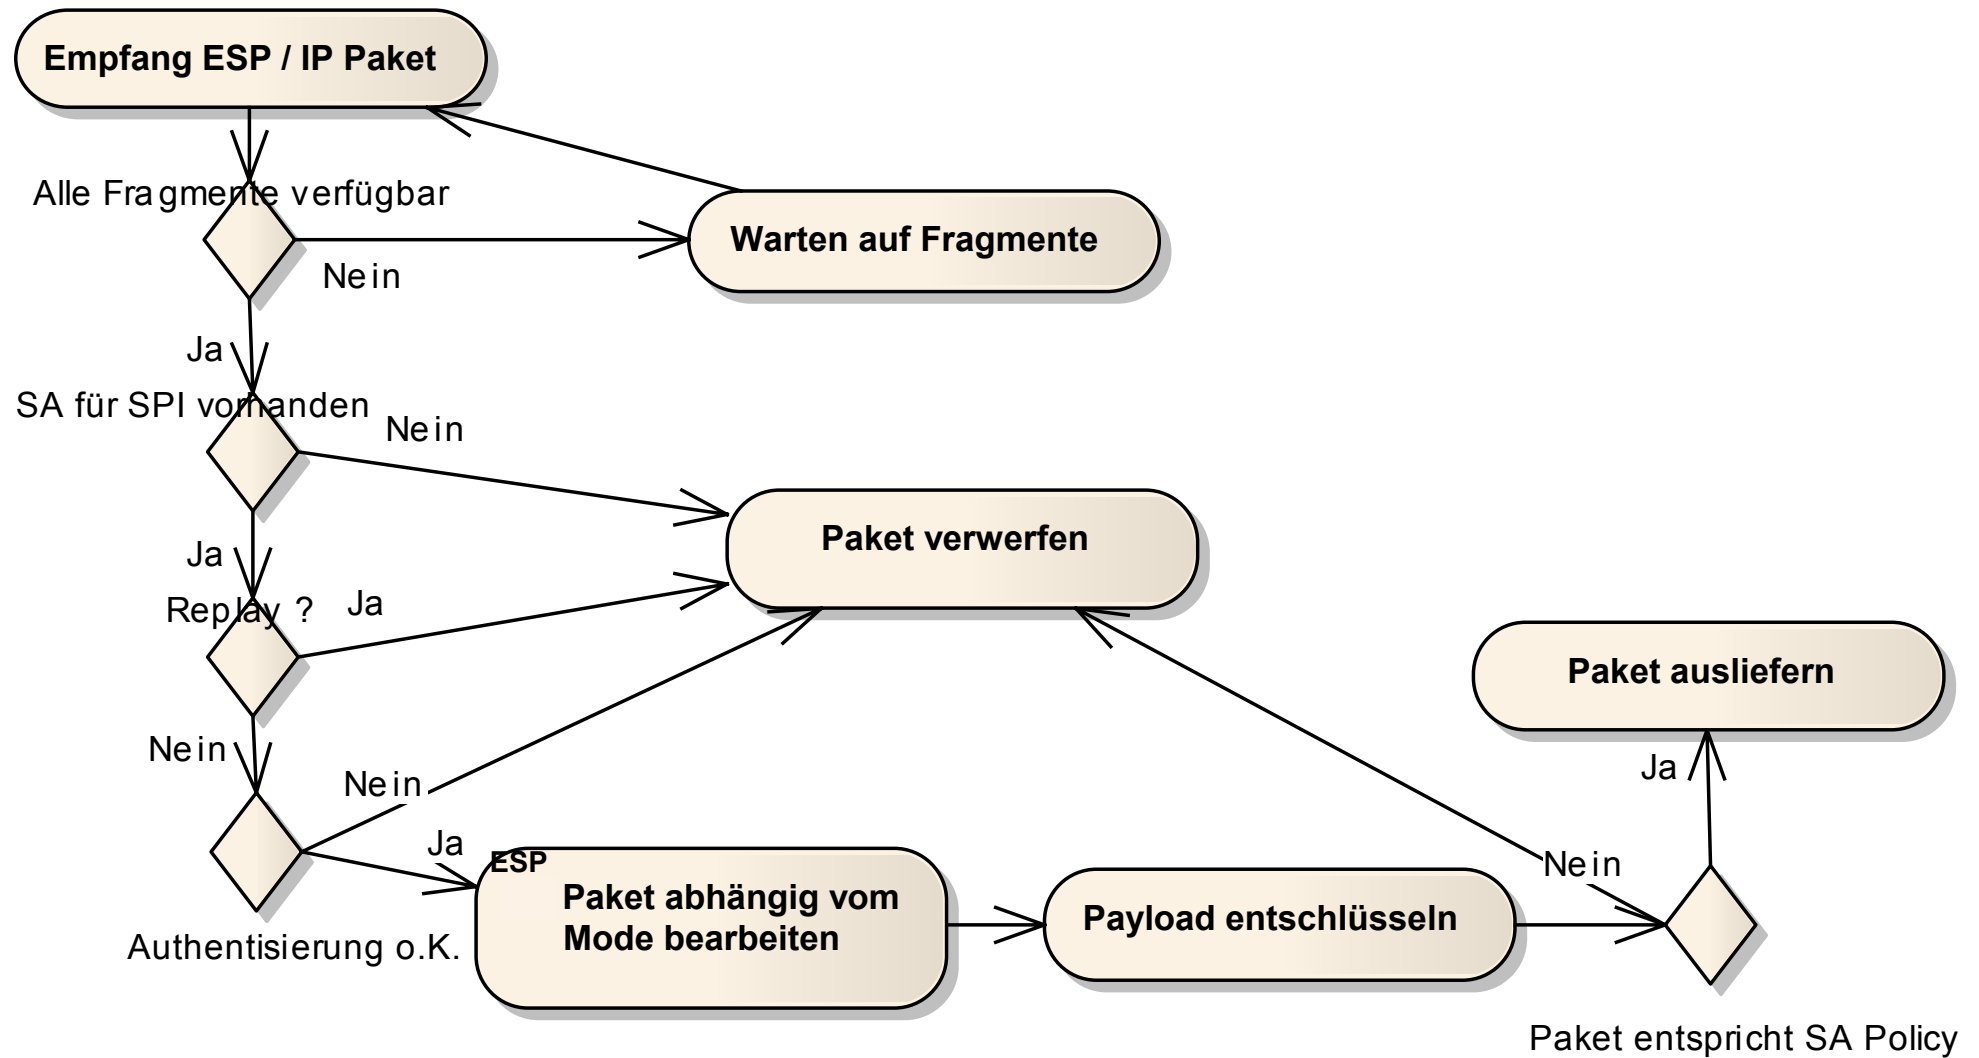 Empfang ESP / IP Paket
Alle Fragmente verfügbar
Warten auf Fragmente
Nein
Ja
SA für SPI vorhanden
Nein
Paket verwerfen
Ja
Replay ?
Ja
Paket ausliefern
Nein
Ja
Nein
Ja
ESP
Nein
Paket abhängig vom
Mode bearbeiten
Payload entschlüsseln
Authentisierung o.K.
Paket entspricht SA Policy